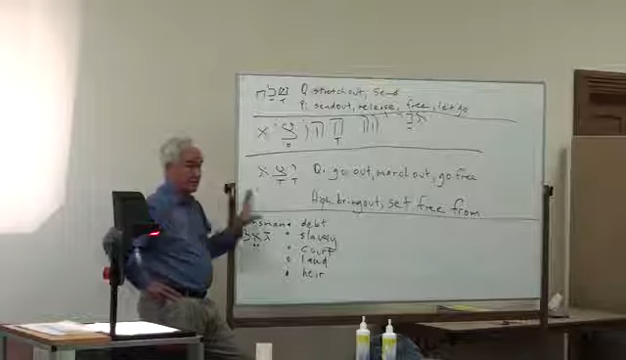 שָׁלַח Q stretch out, send
Pi: send out, release, free, let go
יָצָא Q: go out, march out, go free
Hiph bring out, set free from
• debt
גֹּאֵל • slavery
• court
• land
• heir